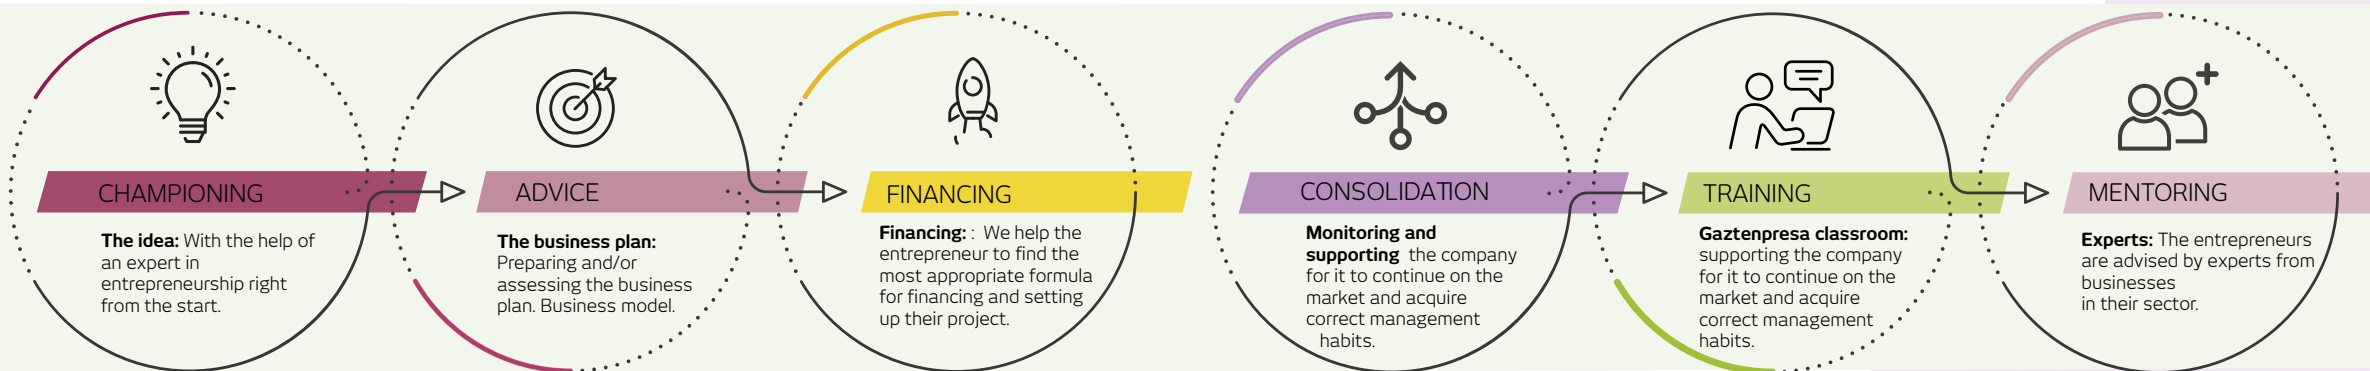 CHAMPIONING
The idea: With the help of
an expert in
entrepreneurship right
from the start.
ADVICE
The business plan:
Preparing and/or
assessing the business
plan. Business model.
FINANCING
Financing: : We help the
entrepreneur to find the
most appropriate formula
for financing and setting
up their project.
CONSOLIDATION
Monitoring and
supporting the company
for it to continue on the
market and acquire
correct management
habits.
TRAINING
Gaztenpresa classroom:
supporting the company
for it to continue on the
market and acquire
correct management
habits.
MENTORING
Experts: The entrepreneurs
are advised by experts from
businesses
in their sector.